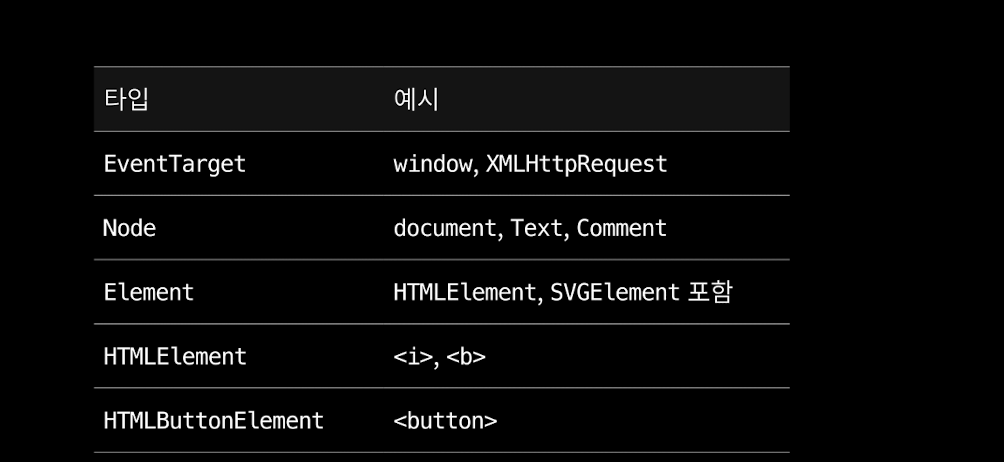 타입 예시
EventTarget window, XMLHttpRequest
Node document, Text, Comment
Element HTMLElement, SVGElement 포함
HTMLElement <i>, <b>
HTMLButtonElement <button>